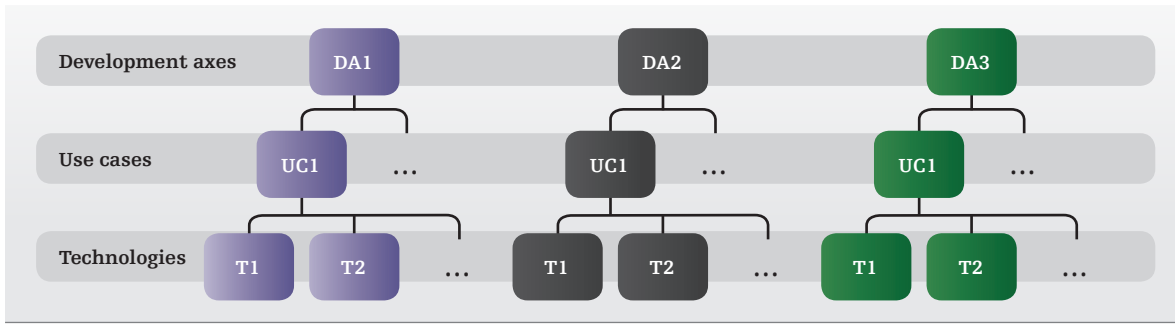 Development axes DA1 DA2 DA3
Use cases UC1 ... UC1 ... UC1 ...
Technologies T1 T2 ... T1 T2 ... T1 T2 ...